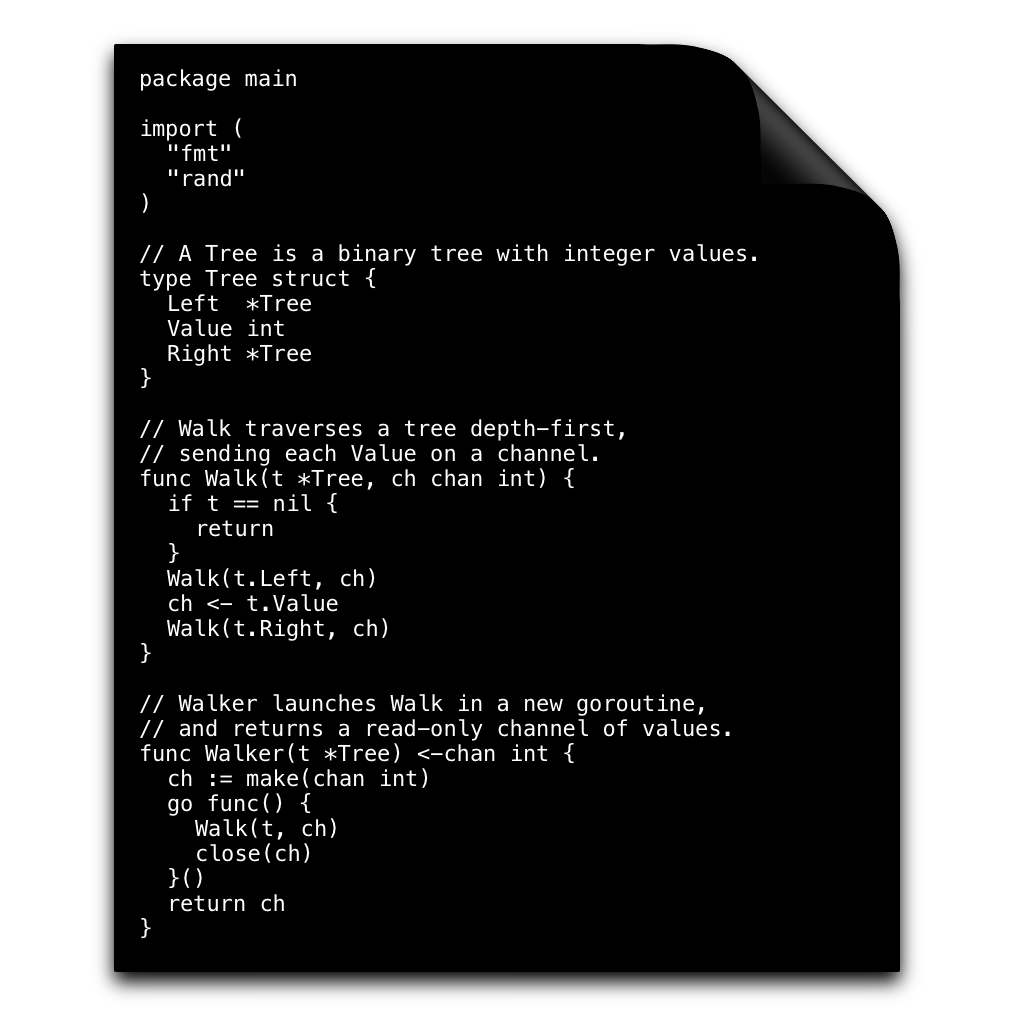 package main

import (
  "fmt"
  "rand"
)

// A Tree is a binary tree with integer values.
type Tree struct {
  Left  *Tree
  Value int
  Right *Tree
}

// Walk traverses a tree depth-first,
// sending each Value on a channel.
func Walk(t *Tree, ch chan int) {
  if t == nil {
    return
  }
  Walk(t.Left, ch)
  ch <- t.Value
  Walk(t.Right, ch)
}

// Walker launches Walk in a new goroutine,
// and returns a read-only channel of values.
func Walker(t *Tree) <-chan int {
  ch := make(chan int)
  go func() {
    Walk(t, ch)
    close(ch)
  }()
  return ch
}